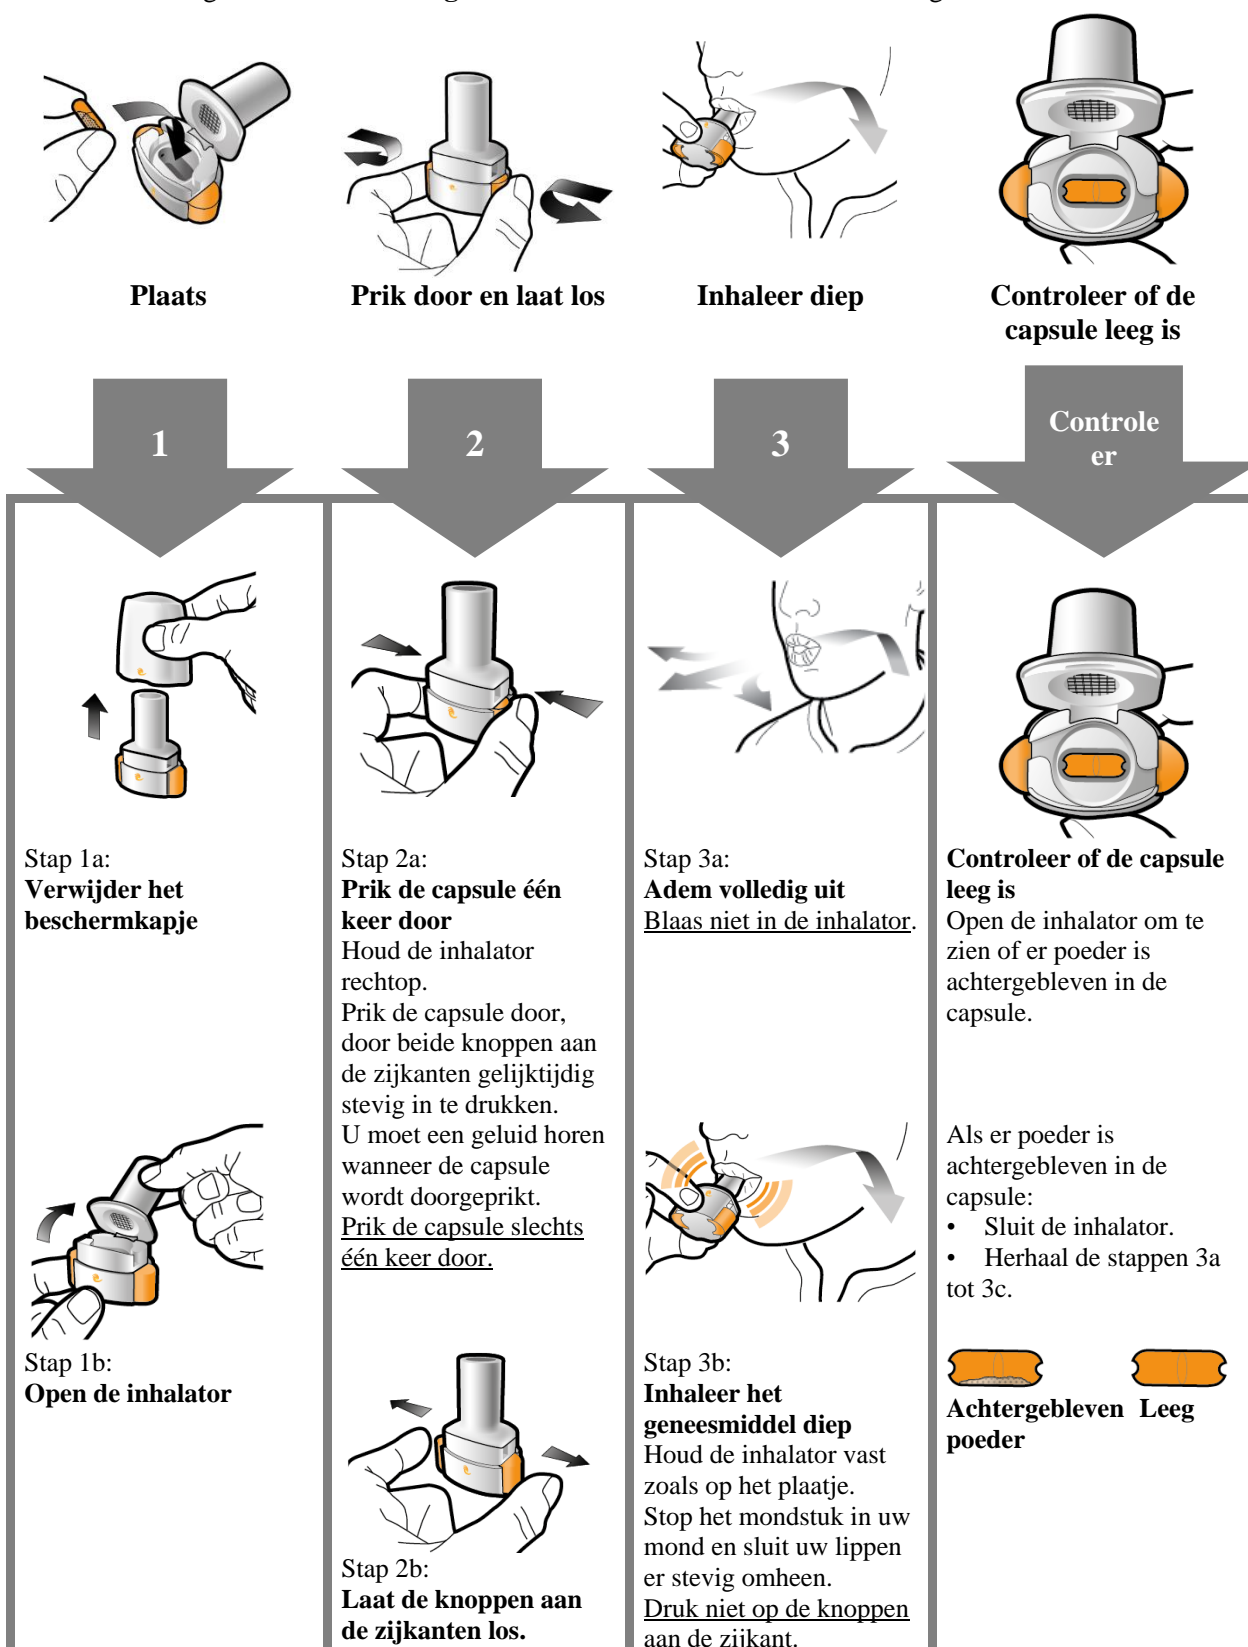 Plaats
Prik door en laat los
Inhaleer diep
Controleer of de
capsule leeg is
1
2
3
Controle
er
Stap 1a:
Verwijder het
beschermkapje
Stap 1b:
Open de inhalator
Stap 2a:
Prik de capsule één
keer door
Houd de inhalator
rechtop.
Prik de capsule door,
door beide knoppen aan
de zijkanten gelijktijdig
stevig in te drukken.
U moet een geluid horen
wanneer de capsule
wordt doorgeprikt.
Prik de capsule slechts
één keer door.
Stap 2b:
Laat de knoppen aan
de zijkanten los.
Stap 3a:
Adem volledig uit
Blaas niet in de inhalator.
Stap 3b:
Inhaleer het
geneesmiddel diep
Houd de inhalator vast
zoals op het plaatje.
Stop het mondstuk in uw
mond en sluit uw lippen
er stevig omheen.
Druk niet op de knoppen
aan de zijkant.
Controleer of de capsule
leeg is
Open de inhalator om te
zien of er poeder is
achtergebleven in de
capsule.
Als er poeder is
achtergebleven in de
capsule:
• Sluit de inhalator.
• Herhaal de stappen 3a
tot 3c.
Achtergebleven Leeg
poeder